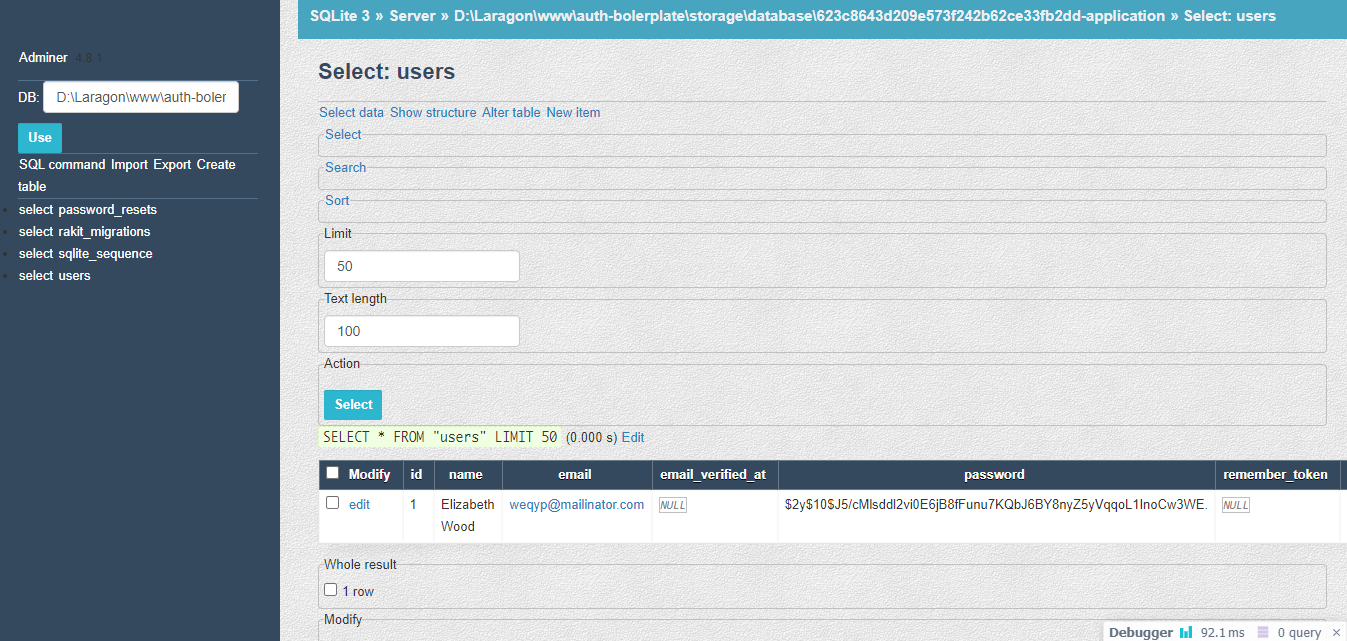 SQLite 3 » Server » D:\Laragon\www\auth-bolerplate\storage\database\623c8643d209e573f242b62ce33fb2dd-application » Select: users
Adminer 4.8.1
DB: D:\Laragon\www\auth-boler
Use
SQL command Import Export Create
table
select password_resets
select rakit_migrations
select sqlite_sequence
select users
Select: users
Select data Show structure Alter table New item
Select
Search
Sort
Limit
50
Text length
100
Action
Select
SELECT * FROM "users" LIMIT 50 (0.000 s) Edit
Modify id name email email_verified_at password remember_token
edit 1 Elizabeth weqyp@mailinator.com NULL $2y$10$J5/cMlsddl2vi0E6jB8fFunu7KQbJ6BY8nyZ5yVqqoL1InoCw3WE. NULL
Wood
Whole result
1 row
Modify
Debugger 92.1 ms 0 query ×